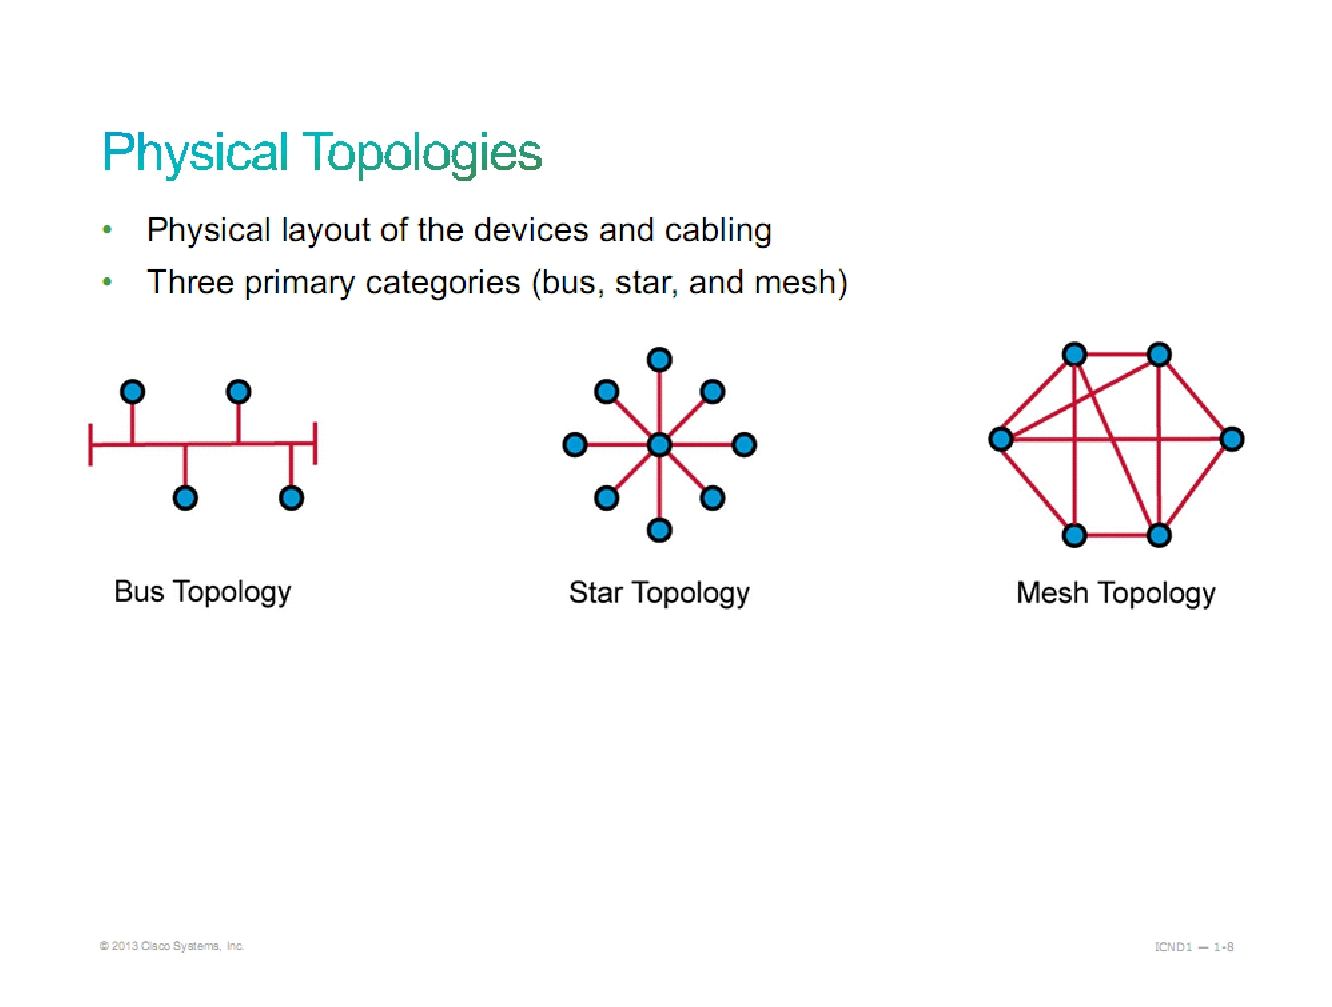 Physical Topologies
• Physical layout of the devices and cabling
• Three primary categories (bus, star, and mesh)
Bus Topology
Star Topology
Mesh Topology
© 2013 Cisco Systems, Inc.
ICND1 — 1-8